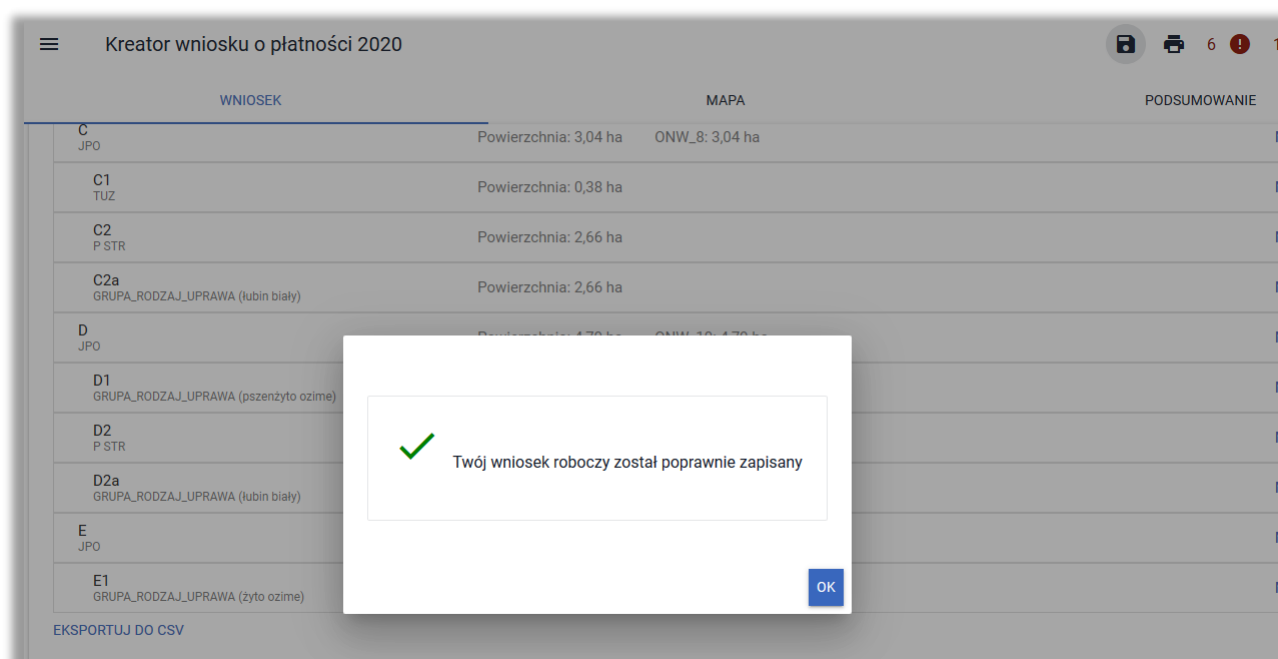 Kreator wniosku o płatności 2020
6
WNIOSEK MAPA PODSUMOWANIE
C
JPO
Powierzchnia: 3,04 ha ONW_8: 3,04 ha
C1
TUZ
Powierzchnia: 0,38 ha
C2
P STR
Powierzchnia: 2,66 ha
C2a
GRUPA_RODZAJ_UPRAWA (łubin biały)
Powierzchnia: 2,66 ha
D
JPO
D1
GRUPA_RODZAJ_UPRAWA (pszenżyto ozime)
D2
P STR
D2a
GRUPA_RODZAJ_UPRAWA (łubin biały)
E
JPO
E1
GRUPA_RODZAJ_UPRAWA (żyto ozime)
Twój wniosek roboczy został poprawnie zapisany
OK
EKSPORTUJ DO CSV